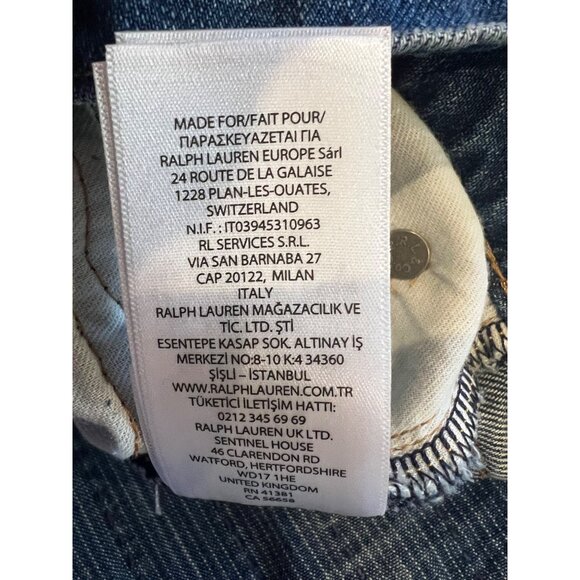 MADE FOR/FAIT POUR/
ΠΑΡΑΣΚΕΥΑΖΕΤΑΙ ΓΙΑ
RALPH LAUREN EUROPE Sárl
24 ROUTE DE LA GALAISE
1228 PLAN-LES-OUATES,
SWITZERLAND
N.I.F. : IT03945310963
RL SERVICES S.R.L.
VIA SAN BARNABA 27
CAP 20122, MILAN
ITALY
RALPH LAUREN MAĞAZACILIK VE
TİC. LTD. ŞTİ
ESENTEPE KASAP SOK. ALTINAY İŞ
MERKEZİ NO:8-10 K:4 34360
ŞİŞLİ – İSTANBUL
WWW.RALPHLAUREN.COM.TR
TÜKETİCİ İLETİŞİM HATTI:
0212 345 69 69
RALPH LAUREN UK LTD.
SENTINEL HOUSE
46 CLARENDON RD
WATFORD, HERTFORDSHIRE
WD17 1HE
UNITED KINGDOM
RN 41381
CA 56658